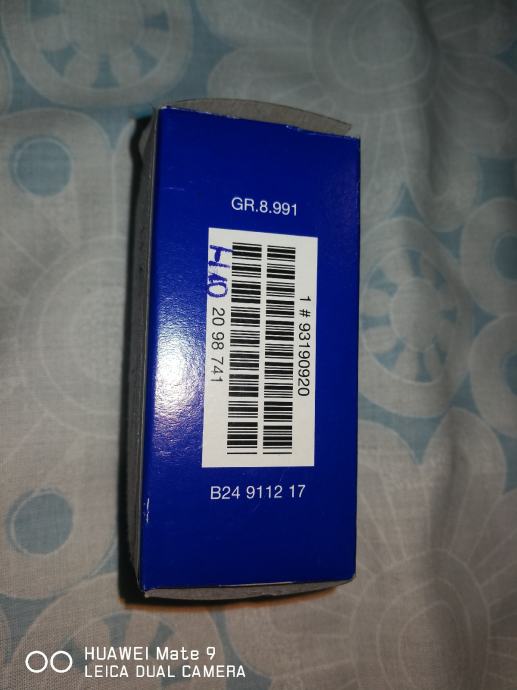 GR.8.991
1 # 93190920
20 98 741
B24 9112 17
HUAWEI Mate 9
LEICA DUAL CAMERA